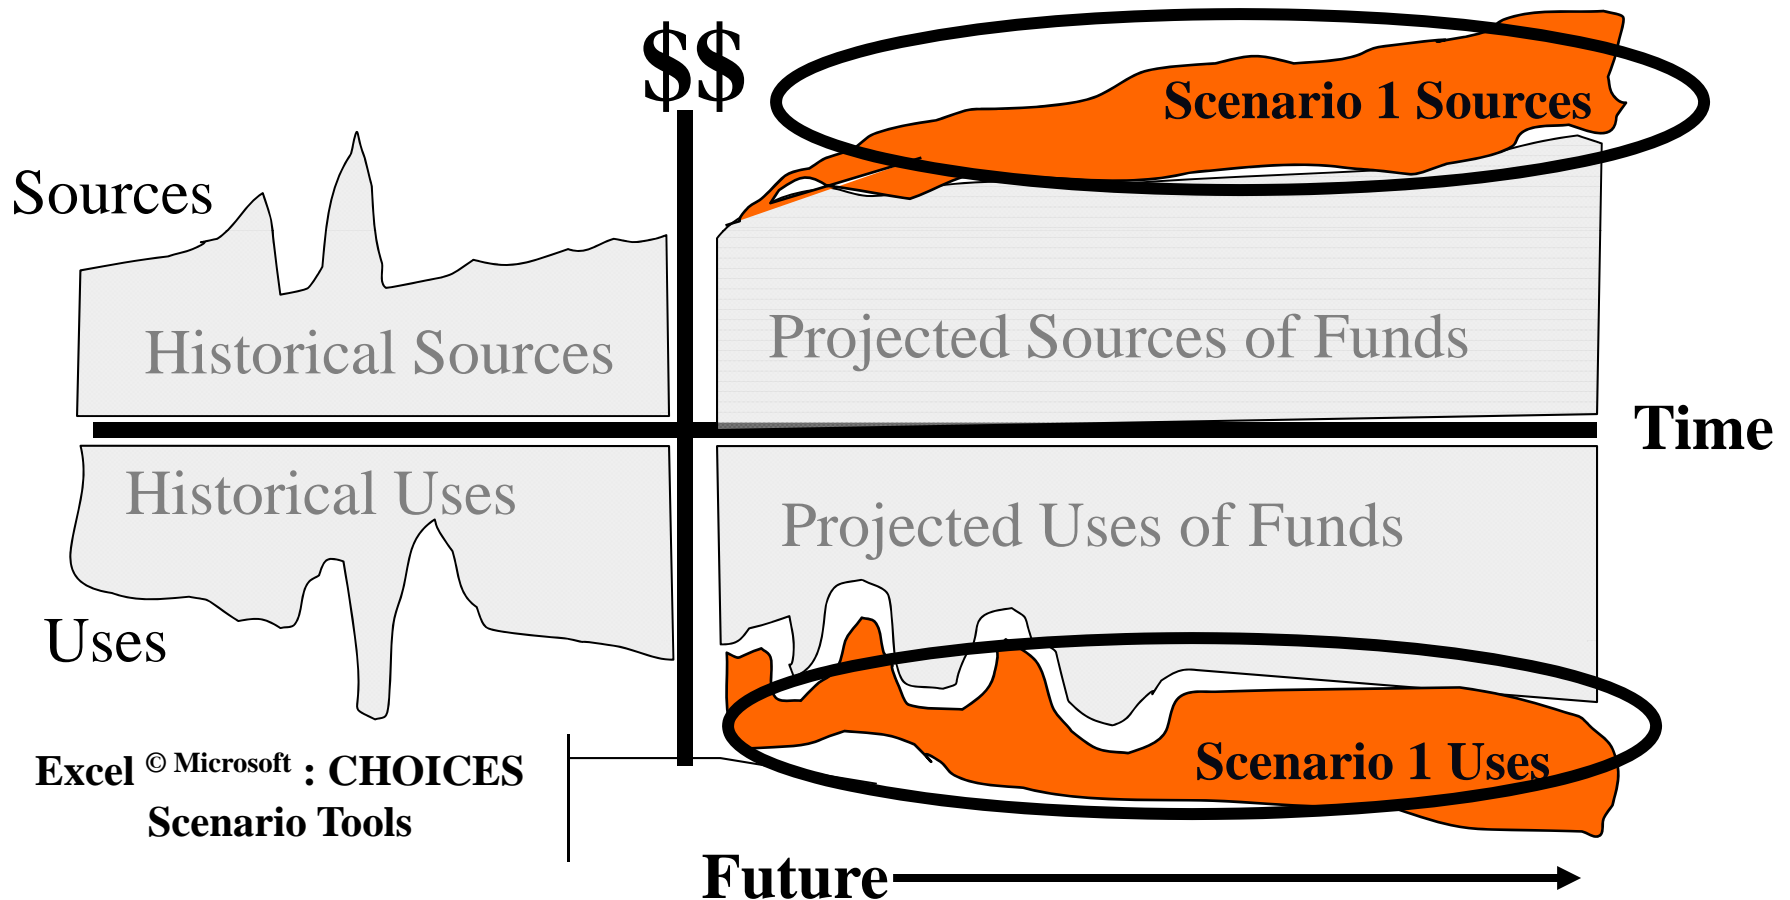 $$
Scenario 1 Sources
Sources
Historical Sources
Projected Sources of Funds
Time
Historical Uses
Projected Uses of Funds
Uses
Scenario 1 Uses
Excel © Microsoft : CHOICES
Scenario Tools
Future